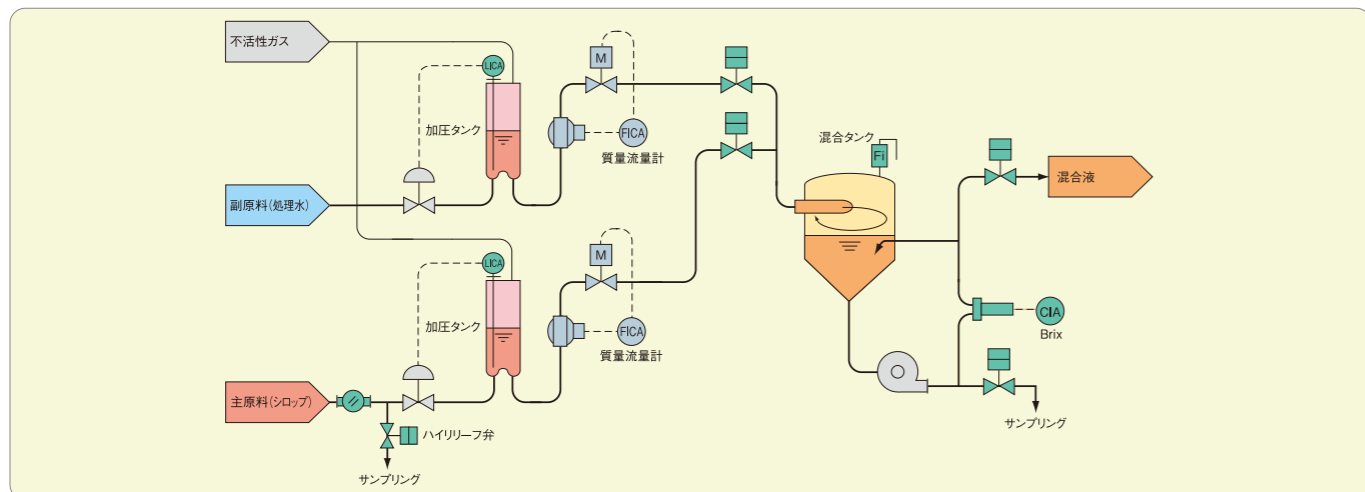 不活性ガス
LICA
M
加圧タンク
FICA
質量流量計
混合タンク
Fi
混合液
副原料(処理水)
LICA
M
加圧タンク
FICA
質量流量計
CIA
Brix
主原料(シロップ)
ハイリリーフ弁
サンプリング
サンプリング